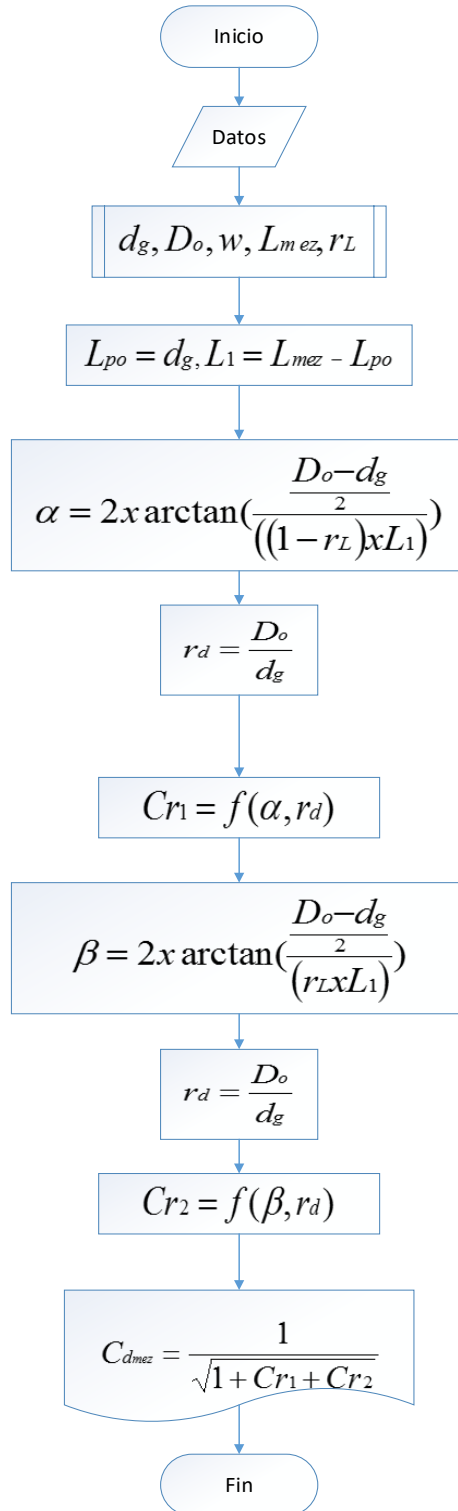 Inicio
Datos
d_g, D_o, w, L_mez, r_L
L_po = d_g, L_1 = L_mez − L_po
α = 2x arctan( ((D_o − d_g)/2) / ((1 − r_L)xL_1) )
r_d = D_o / d_g
Cr_1 = f(α, r_d)
β = 2x arctan( ((D_o − d_g)/2) / (r_L xL_1) )
r_d = D_o / d_g
Cr_2 = f(β, r_d)
C_dmez = 1 / √(1 + Cr_1 + Cr_2)
Fin